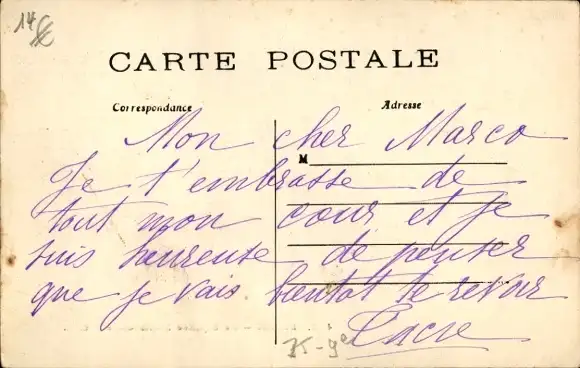 14 €
CARTE POSTALE
Correspondance
Adresse
M
Mon cher Marco
Je t'embrasse de
tout mon cœur et je
suis heureuse de penser
que je vais bientot te revoir